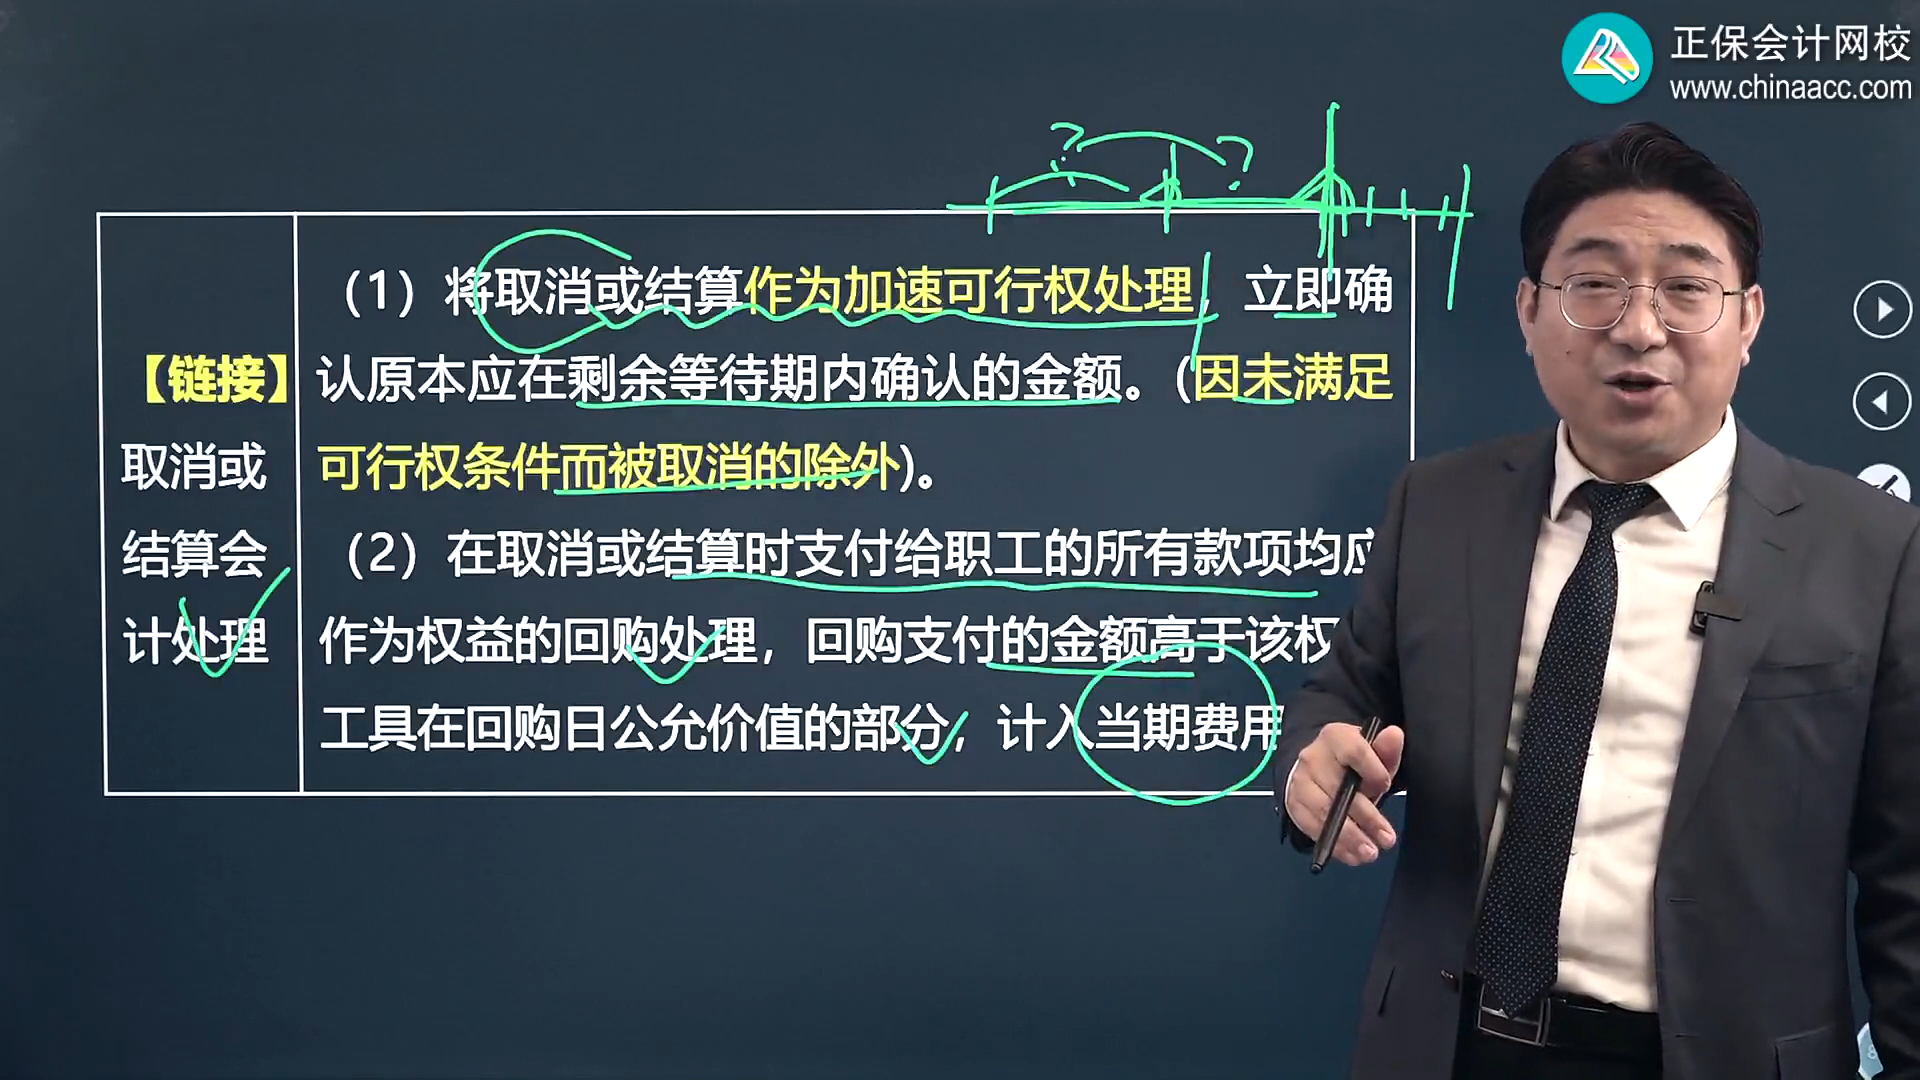 正保会计网校
www.chinaacc.com
【链接】
取消或
结算会
计处理
（1）将取消或结算作为加速可行权处理，立即确
认原本应在剩余等待期内确认的金额。（因未满足
可行权条件而被取消的除外）。
（2）在取消或结算时支付给职工的所有款项均应
作为权益的回购处理，回购支付的金额高于该权
工具在回购日公允价值的部分，计入当期费用
? ?